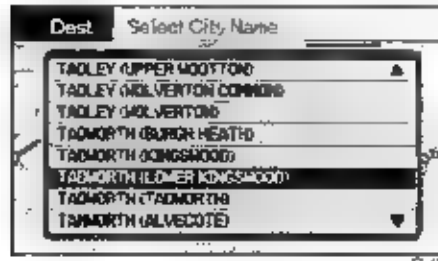 Dest Select City Name
TADLEY (UPPER WOOTTON)
TADLEY (WOLVERTON COMMON)
TADLEY (WOLVERTON)
TADWORTH (BURGH HEATH)
TADWORTH (KINGSWOOD)
TADWORTH (LOWER KINGSWOOD)
TADWORTH (TADWORTH)
TAMWORTH (ALVECOTE)